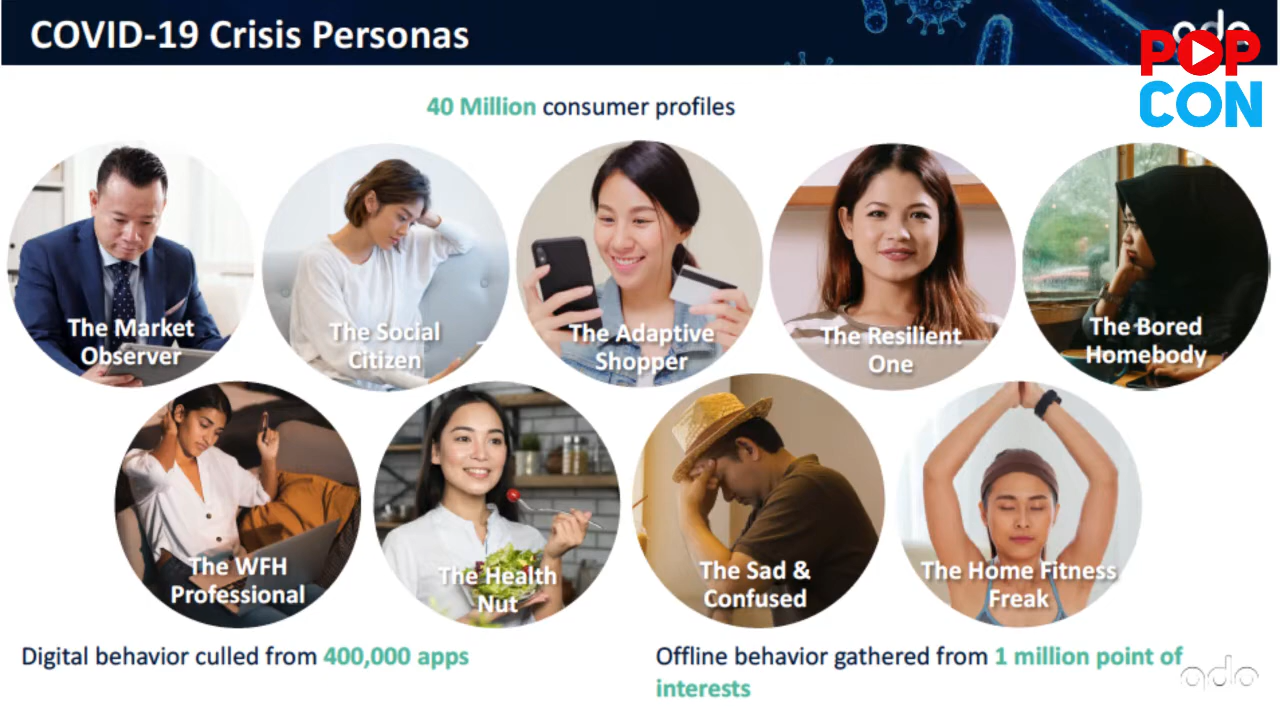 COVID-19 Crisis Personas
ada
POP
CON
40 Million consumer profiles
The Market
Observer
The Social
Citizen
The Adaptive
Shopper
The Resilient
One
The Bored
Homebody
The WFH
Professional
The Health
Nut
The Sad &
Confused
The Home Fitness
Freak
Digital behavior culled from 400,000 apps
Offline behavior gathered from 1 million point of
interests
ada